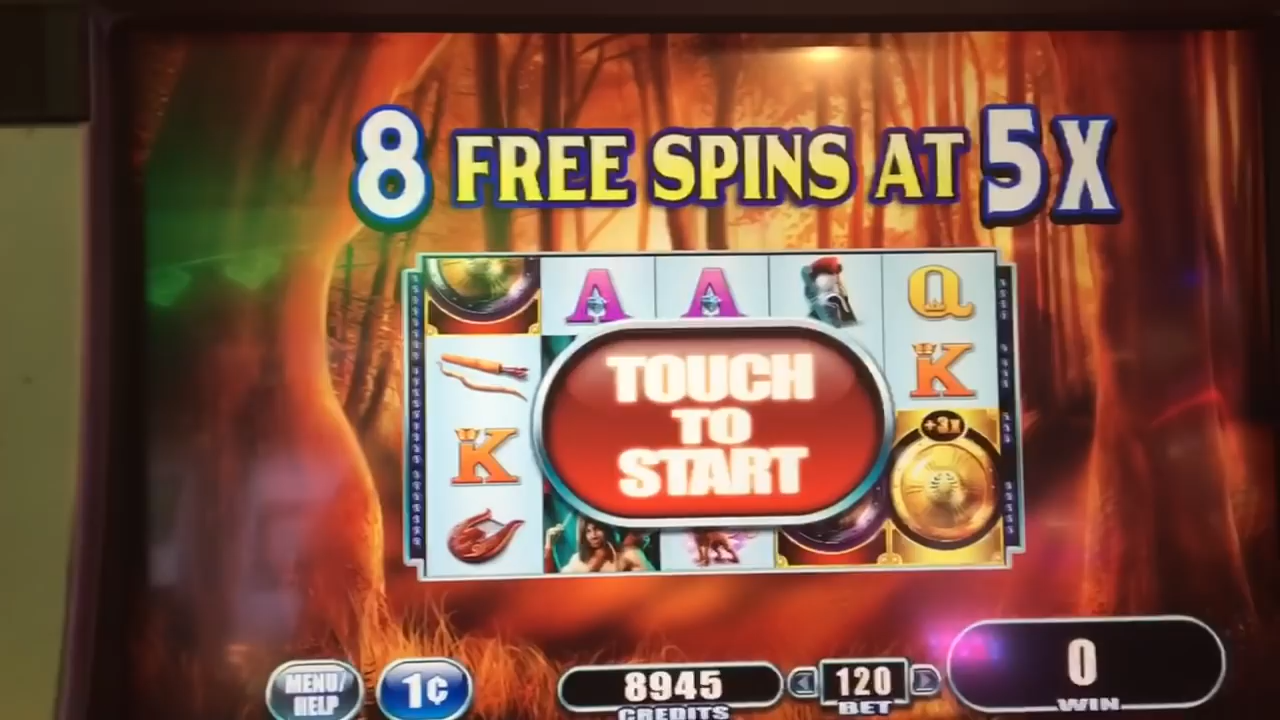 8 FREE SPINS AT 5X
A A Q
TOUCH
TO
START
K
+3x
K
MENU/
HELP
1¢
8945
CREDITS
120
BET
0
WIN